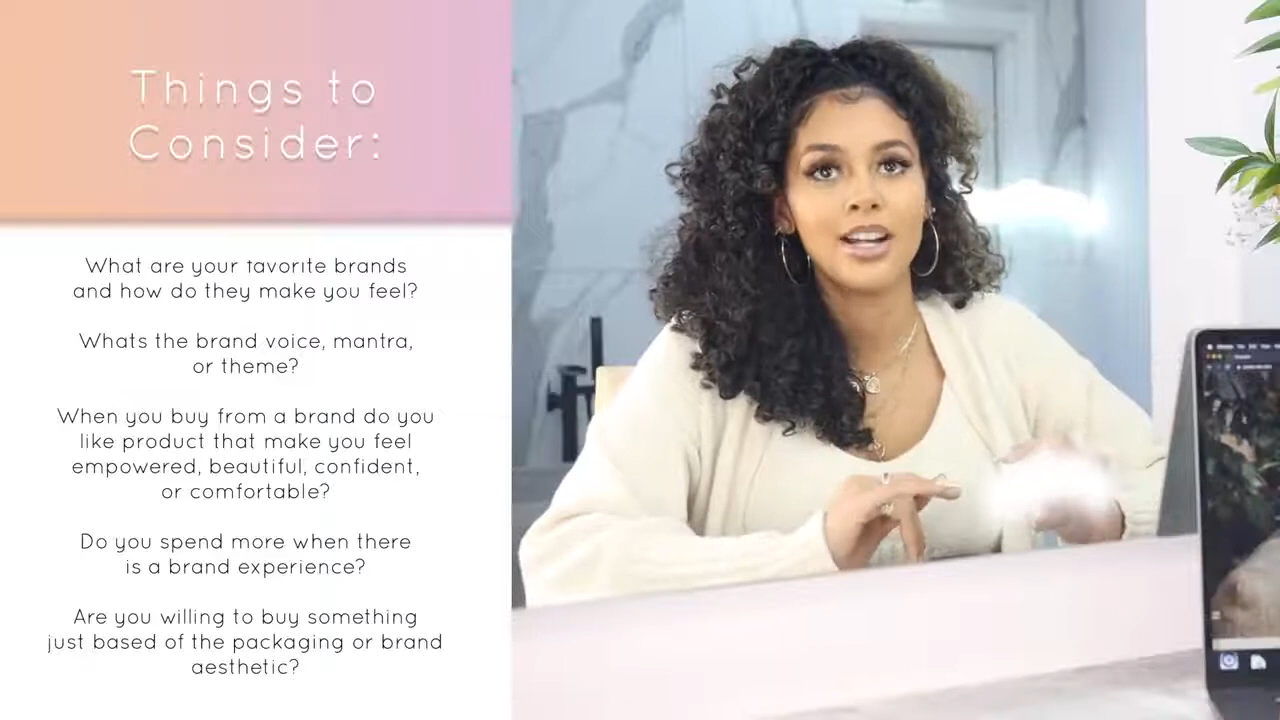 Things to
Consider:
What are your favorite brands
and how do they make you feel?
Whats the brand voice, mantra,
or theme?
When you buy from a brand do you
like product that make you feel
empowered, beautiful, confident,
or comfortable?
Do you spend more when there
is a brand experience?
Are you willing to buy something
just based of the packaging or brand
aesthetic?